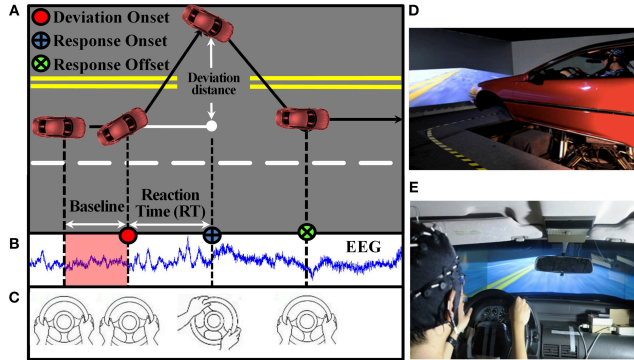 A
Deviation Onset
Response Onset
Response Offset
Deviation
distance
Baseline
Reaction
Time (RT)
B
EEG
C
D
E